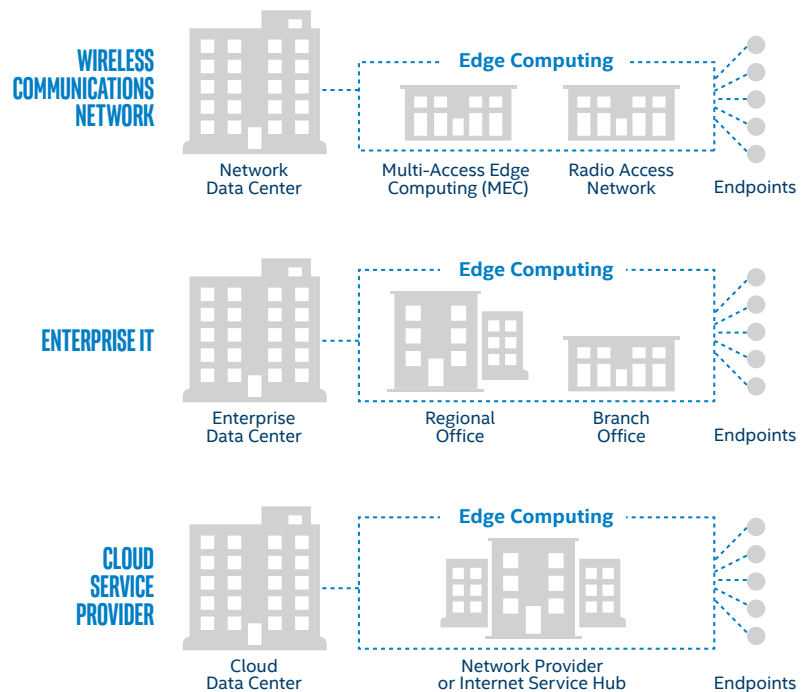 WIRELESS
COMMUNICATIONS
NETWORK
Edge Computing
Network
Data Center
Multi-Access Edge
Computing (MEC)
Radio Access
Network
Endpoints
ENTERPRISE IT
Edge Computing
Enterprise
Data Center
Regional
Office
Branch
Office
Endpoints
CLOUD
SERVICE
PROVIDER
Edge Computing
Cloud
Data Center
Network Provider
or Internet Service Hub
Endpoints